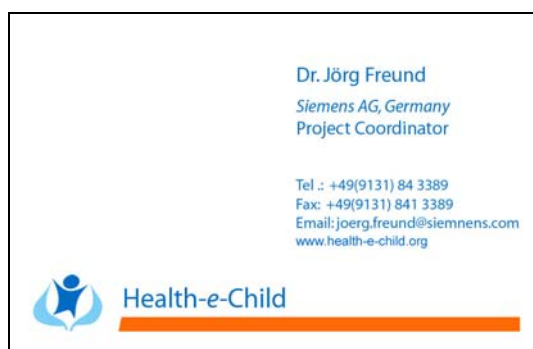 Dr. Jörg Freund
Siemens AG, Germany
Project Coordinator
Tel .: +49(9131) 84 3389
Fax: +49(9131) 841 3389
Email: joerg.freund@siemnens.com
www.health-e-child.org
Health-e-Child